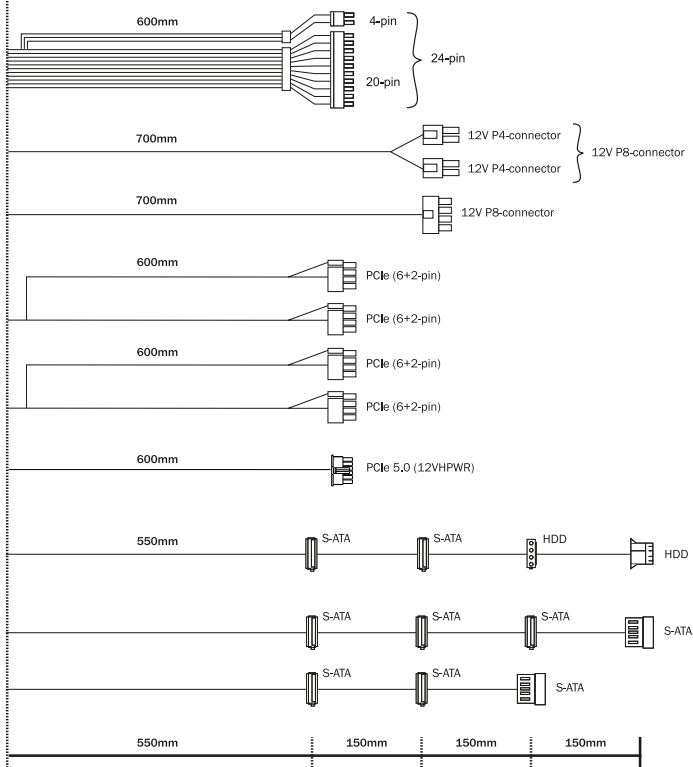 600mm
4-pin
24-pin
20-pin
700mm
12V P4-connector
12V P8-connector
12V P4-connector
700mm
12V P8-connector
600mm
PCIe (6+2-pin)
PCIe (6+2-pin)
600mm
PCIe (6+2-pin)
PCIe (6+2-pin)
600mm
PCIe 5.0 (12VHPWR)
550mm
S-ATA
S-ATA
HDD
HDD
S-ATA
S-ATA
S-ATA
S-ATA
S-ATA
S-ATA
S-ATA
550mm
150mm
150mm
150mm